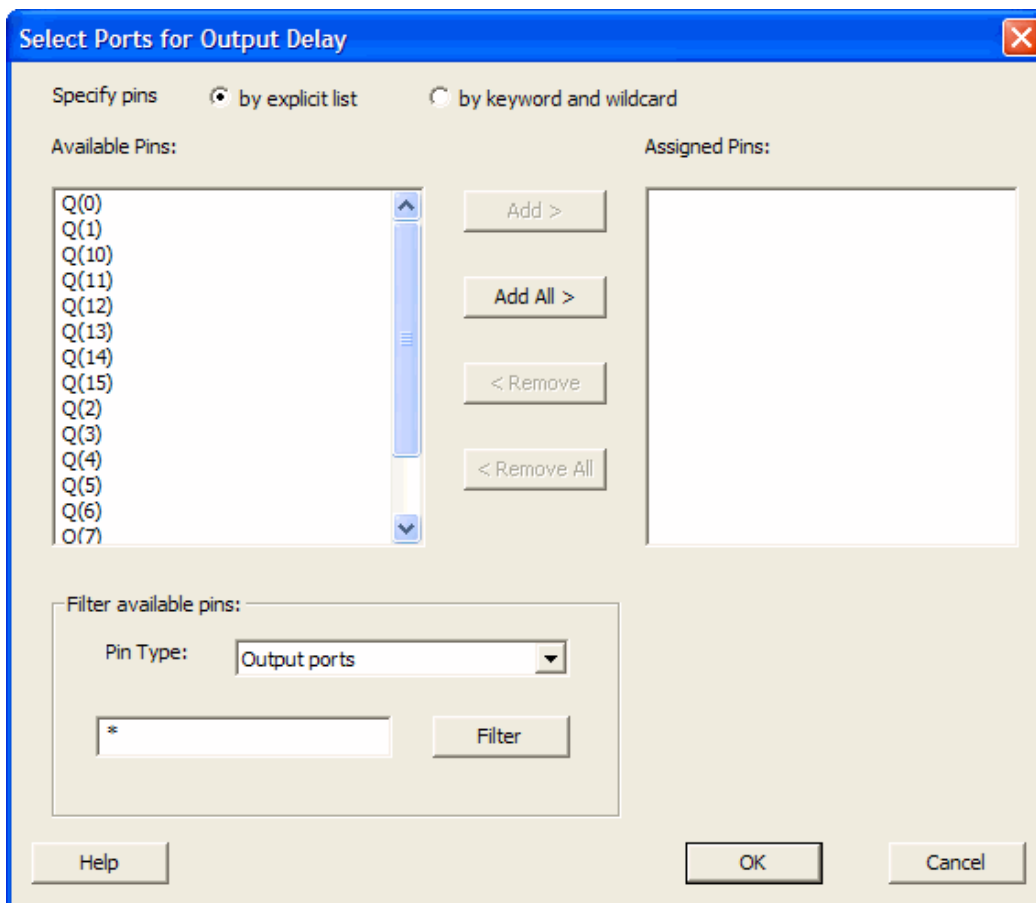 Select Ports for Output Delay
Specify pins by explicit list by keyword and wildcard
Available Pins: Assigned Pins:
Q(0)
Q(1)
Q(10)
Q(11)
Q(12)
Q(13)
Q(14)
Q(15)
Q(2)
Q(3)
Q(4)
Q(5)
Q(6)
Q(7)
Add >
Add All >
< Remove
< Remove All
Filter available pins:
Pin Type: Output ports
* Filter
Help OK Cancel